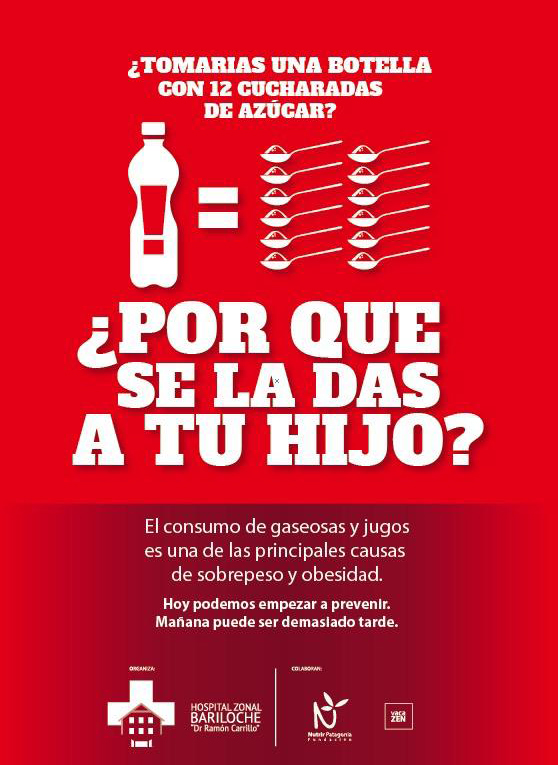 ¿TOMARIAS UNA BOTELLA
CON 12 CUCHARADAS
DE AZÚCAR?
=
¿POR QUE
SE LA DAS
A TU HIJO?
El consumo de gaseosas y jugos
es una de las principales causas
de sobrepeso y obesidad.
Hoy podemos empezar a prevenir.
Mañana puede ser demasiado tarde.
ORGANIZA:
HOSPITAL ZONAL
BARILOCHE
"Dr Ramón Carrillo"
COLABORAN:
Nutrir Patagonia
Fundación
vaca
ZEN